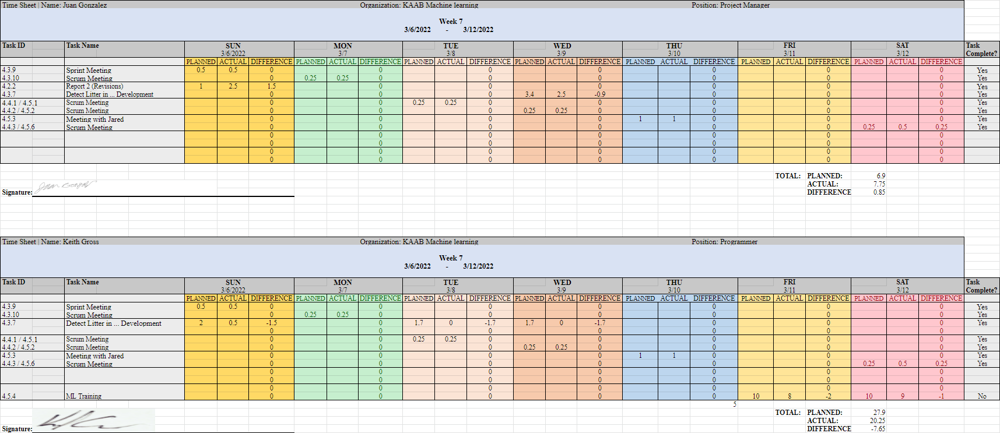 Time Sheet | Name: Juan Gonzalez Organization: KAAB Machine learning Position: Project Manager
Week 7
3/6/2022 - 3/12/2022
Task ID Task Name SUN MON TUE WED THU FRI SAT Task
3/6/2022 3/7 3/8 3/9 3/10 3/11 3/12 Complete?
PLANNED ACTUAL DIFFERENCE PLANNED ACTUAL DIFFERENCE PLANNED ACTUAL DIFFERENCE PLANNED ACTUAL DIFFERENCE PLANNED ACTUAL DIFFERENCE PLANNED ACTUAL DIFFERENCE PLANNED ACTUAL DIFFERENCE
4.3.9 Sprint Meeting 0.5 0.5 0 0 0 0 0 0 0 Yes
4.3.10 Scrum Meeting 0 0.25 0.25 0 0 0 0 0 0 Yes
4.2.2 Report 2 (Revisions) 1 2.5 1.5 0 0 0 0 0 0 Yes
4.3.7 Detect Litter in ... Development 0 0 0 3.4 2.5 -0.9 0 0 0 Yes
4.4.1 / 4.5.1 Scrum Meeting 0 0 0.25 0.25 0 0 0 0 0 Yes
4.4.2 / 4.5.2 Scrum Meeting 0 0 0 0.25 0.25 0 0 0 0 Yes
4.5.3 Meeting with Jared 0 0 0 0 1 1 0 0 0 Yes
4.4.3 / 4.5.6 Scrum Meeting 0 0 0 0 0 0 0.25 0.5 0.25 Yes
0 0 0 0 0 0 0
0 0 0 0 0 0 0
0 0 0 0 0 0 0
0 0 0 0 0 0 0
TOTAL: PLANNED: 6.9
ACTUAL: 7.75
Signature: Juan Gonzalez DIFFERENCE 0.85
Time Sheet | Name: Keith Gross Organization: KAAB Machine learning Position: Programmer
Week 7
3/6/2022 - 3/12/2022
Task ID Task Name SUN MON TUE WED THU FRI SAT Task
3/6/2022 3/7 3/8 3/9 3/10 3/11 3/12 Complete?
PLANNED ACTUAL DIFFERENCE PLANNED ACTUAL DIFFERENCE PLANNED ACTUAL DIFFERENCE PLANNED ACTUAL DIFFERENCE PLANNED ACTUAL DIFFERENCE PLANNED ACTUAL DIFFERENCE PLANNED ACTUAL DIFFERENCE
4.3.9 Sprint Meeting 0.5 0.5 0 0 0 0 0 0 0 Yes
4.3.10 Scrum Meeting 0 0.25 0.25 0 0 0 0 0 0 Yes
4.3.7 Detect Litter in ... Development 2 0.5 -1.5 0 1.7 0 -1.7 1.7 0 -1.7 0 0 0 Yes
0 0 0 0 0 0 0
4.4.1 / 4.5.1 Scrum Meeting 0 0 0.25 0.25 0 0 0 0 0 Yes
4.4.2 / 4.5.2 Scrum Meeting 0 0 0 0.25 0.25 0 0 0 0 Yes
4.5.3 Meeting with Jared 0 0 0 0 1 1 0 0 0 Yes
4.4.3 / 4.5.6 Scrum Meeting 0 0 0 0 0 0 0.25 0.5 0.25 Yes
0 0 0 0 0 0 0
0 0 0 0 0 0 0
0 0 0 0 0 0 0
4.5.4 ML Training 0 0 0 0 0 10 8 -2 10 9 -1 No
5
TOTAL: PLANNED: 27.9
ACTUAL: 20.25
Signature: DIFFERENCE -7.65